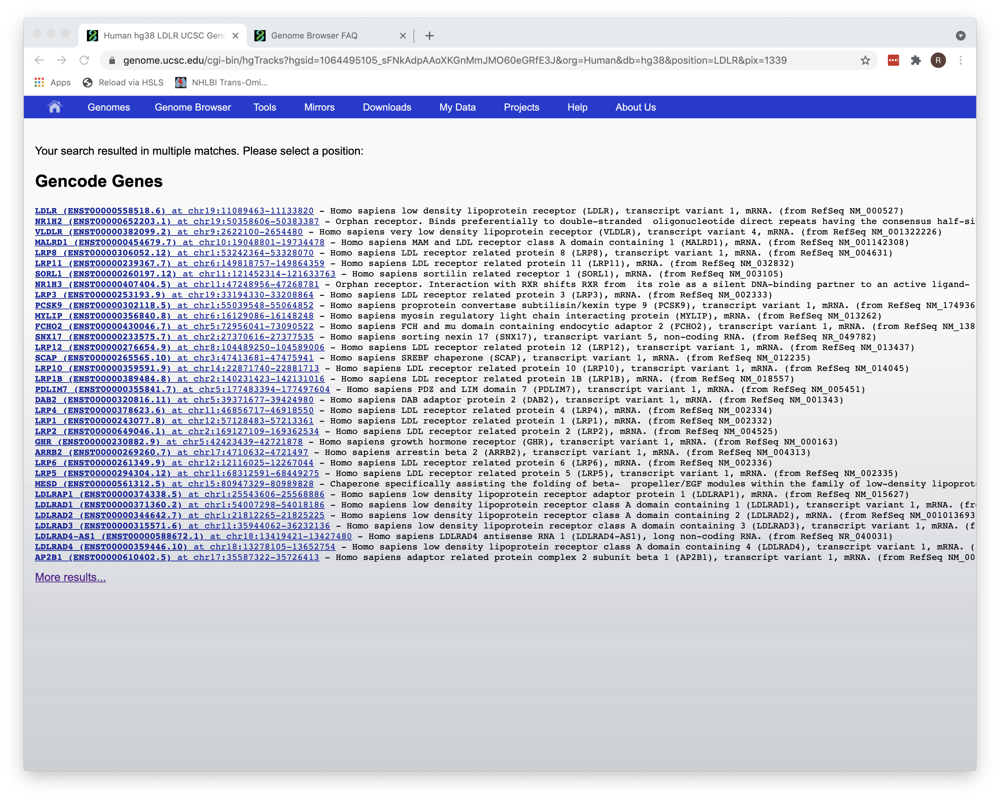 Human hg38 LDLR UCSC Geno
Genome Browser FAQ
genome.ucsc.edu/cgi-bin/hgTracks?hgsid=1064495105_sFNkAdpAAoXKGnMmJMO60eGRfE3J&org=Human&db=hg38&position=LDLR&pix=1339
R
Apps Reload via HSLS NHLBI Trans-Omi...
Genomes Genome Browser Tools Mirrors Downloads My Data Projects Help About Us
Your search resulted in multiple matches. Please select a position:
Gencode Genes
LDLR (ENST00000558518.6) at chr19:11089463-11133820 - Homo sapiens low density lipoprotein receptor (LDLR), transcript variant 1, mRNA. (from RefSeq NM_000527)
NR1H2 (ENST00000652203.1) at chr19:50358606-50383387 - Orphan receptor. Binds preferentially to double-stranded oligonucleotide direct repeats having the consensus half-si
VLDLR (ENST00000382099.2) at chr9:2622100-2654480 - Homo sapiens very low density lipoprotein receptor (VLDLR), transcript variant 4, mRNA. (from RefSeq NM_001322226)
MALRD1 (ENST00000454679.7) at chr10:19048801-19734478 - Homo sapiens MAM and LDL receptor class A domain containing 1 (MALRD1), mRNA. (from RefSeq NM_001142308)
LRP8 (ENST00000306052.12) at chr1:53242364-53328070 - Homo sapiens LDL receptor related protein 8 (LRP8), transcript variant 1, mRNA. (from RefSeq NM_004631)
LRP11 (ENST00000239367.7) at chr6:149818757-149864359 - Homo sapiens LDL receptor related protein 11 (LRP11), mRNA. (from RefSeq NM_032832)
SORL1 (ENST00000260197.12) at chr11:121452314-121633763 - Homo sapiens sortilin related receptor 1 (SORL1), mRNA. (from RefSeq NM_003105)
NR1H3 (ENST00000407404.5) at chr11:47248956-47268781 - Orphan receptor. Interaction with RXR shifts RXR from its role as a silent DNA-binding partner to an active ligand-
LRP3 (ENST00000253193.9) at chr19:33194330-33208864 - Homo sapiens LDL receptor related protein 3 (LRP3), mRNA. (from RefSeq NM_002333)
PCSK9 (ENST00000302118.5) at chr1:55039548-55064852 - Homo sapiens proprotein convertase subtilisin/kexin type 9 (PCSK9), transcript variant 1, mRNA. (from RefSeq NM_174936
MYLIP (ENST00000356840.8) at chr6:16129086-16148248 - Homo sapiens myosin regulatory light chain interacting protein (MYLIP), mRNA. (from RefSeq NM_013262)
FCHO2 (ENST00000430046.7) at chr5:72956041-73090522 - Homo sapiens FCH and mu domain containing endocytic adaptor 2 (FCHO2), transcript variant 1, mRNA. (from RefSeq NM_138
SNX17 (ENST00000233575.7) at chr2:27370616-27377535 - Homo sapiens sorting nexin 17 (SNX17), transcript variant 5, non-coding RNA. (from RefSeq NR_049782)
LRP12 (ENST00000276654.9) at chr8:104489250-104589006 - Homo sapiens LDL receptor related protein 12 (LRP12), transcript variant 1, mRNA. (from RefSeq NM_013437)
SCAP (ENST00000265565.10) at chr3:47413681-47475941 - Homo sapiens SREBF chaperone (SCAP), transcript variant 1, mRNA. (from RefSeq NM_012235)
LRP10 (ENST00000359591.9) at chr14:22871740-22881713 - Homo sapiens LDL receptor related protein 10 (LRP10), transcript variant 1, mRNA. (from RefSeq NM_014045)
LRP1B (ENST00000389484.8) at chr2:140231423-142131016 - Homo sapiens LDL receptor related protein 1B (LRP1B), mRNA. (from RefSeq NM_018557)
PDLIM7 (ENST00000355841.7) at chr5:177483394-177497604 - Homo sapiens PDZ and LIM domain 7 (PDLIM7), transcript variant 1, mRNA. (from RefSeq NM_005451)
DAB2 (ENST00000320816.11) at chr5:39371677-39424980 - Homo sapiens DAB adaptor protein 2 (DAB2), transcript variant 1, mRNA. (from RefSeq NM_001343)
LRP4 (ENST00000378623.6) at chr11:46856717-46918550 - Homo sapiens LDL receptor related protein 4 (LRP4), mRNA. (from RefSeq NM_002334)
LRP1 (ENST00000243077.8) at chr12:57128483-57213361 - Homo sapiens LDL receptor related protein 1 (LRP1), mRNA. (from RefSeq NM_002332)
LRP2 (ENST00000649046.1) at chr2:169127109-169362534 - Homo sapiens LDL receptor related protein 2 (LRP2), mRNA. (from RefSeq NM_004525)
GHR (ENST00000230882.9) at chr5:42423439-42721878 - Homo sapiens growth hormone receptor (GHR), transcript variant 1, mRNA. (from RefSeq NM_000163)
ARRB2 (ENST00000269260.7) at chr17:4710632-4721497 - Homo sapiens arrestin beta 2 (ARRB2), transcript variant 1, mRNA. (from RefSeq NM_004313)
LRP6 (ENST00000261349.9) at chr12:12116025-12267044 - Homo sapiens LDL receptor related protein 6 (LRP6), mRNA. (from RefSeq NM_002336)
LRP5 (ENST00000294304.12) at chr11:68312591-68449275 - Homo sapiens LDL receptor related protein 5 (LRP5), transcript variant 1, mRNA. (from RefSeq NM_002335)
MESD (ENST00000561312.5) at chr15:80947329-80989828 - Chaperone specifically assisting the folding of beta- propeller/EGF modules within the family of low-density lipoprot
LDLRAP1 (ENST00000374338.5) at chr1:25543606-25568886 - Homo sapiens low density lipoprotein receptor adaptor protein 1 (LDLRAP1), mRNA. (from RefSeq NM_015627)
LDLRAD1 (ENST00000371360.2) at chr1:54007298-54018186 - Homo sapiens low density lipoprotein receptor class A domain containing 1 (LDLRAD1), transcript variant 1, mRNA. (fr
LDLRAD2 (ENST00000344642.7) at chr1:21812265-21825225 - Homo sapiens low density lipoprotein receptor class A domain containing 2 (LDLRAD2), mRNA. (from RefSeq NM_001013693
LDLRAD3 (ENST00000315571.6) at chr11:35944062-36232136 - Homo sapiens low density lipoprotein receptor class A domain containing 3 (LDLRAD3), transcript variant 1, mRNA. (f
LDLRAD4-AS1 (ENST00000588672.1) at chr18:13419421-13427480 - Homo sapiens LDLRAD4 antisense RNA 1 (LDLRAD4-AS1), long non-coding RNA. (from RefSeq NR_040031)
LDLRAD4 (ENST00000359446.10) at chr18:13278105-13652754 - Homo sapiens low density lipoprotein receptor class A domain containing 4 (LDLRAD4), transcript variant 1, mRNA. (
AP2B1 (ENST00000610402.5) at chr17:35587322-35726413 - Homo sapiens adaptor related protein complex 2 subunit beta 1 (AP2B1), transcript variant 1, mRNA. (from RefSeq NM_00
More results...